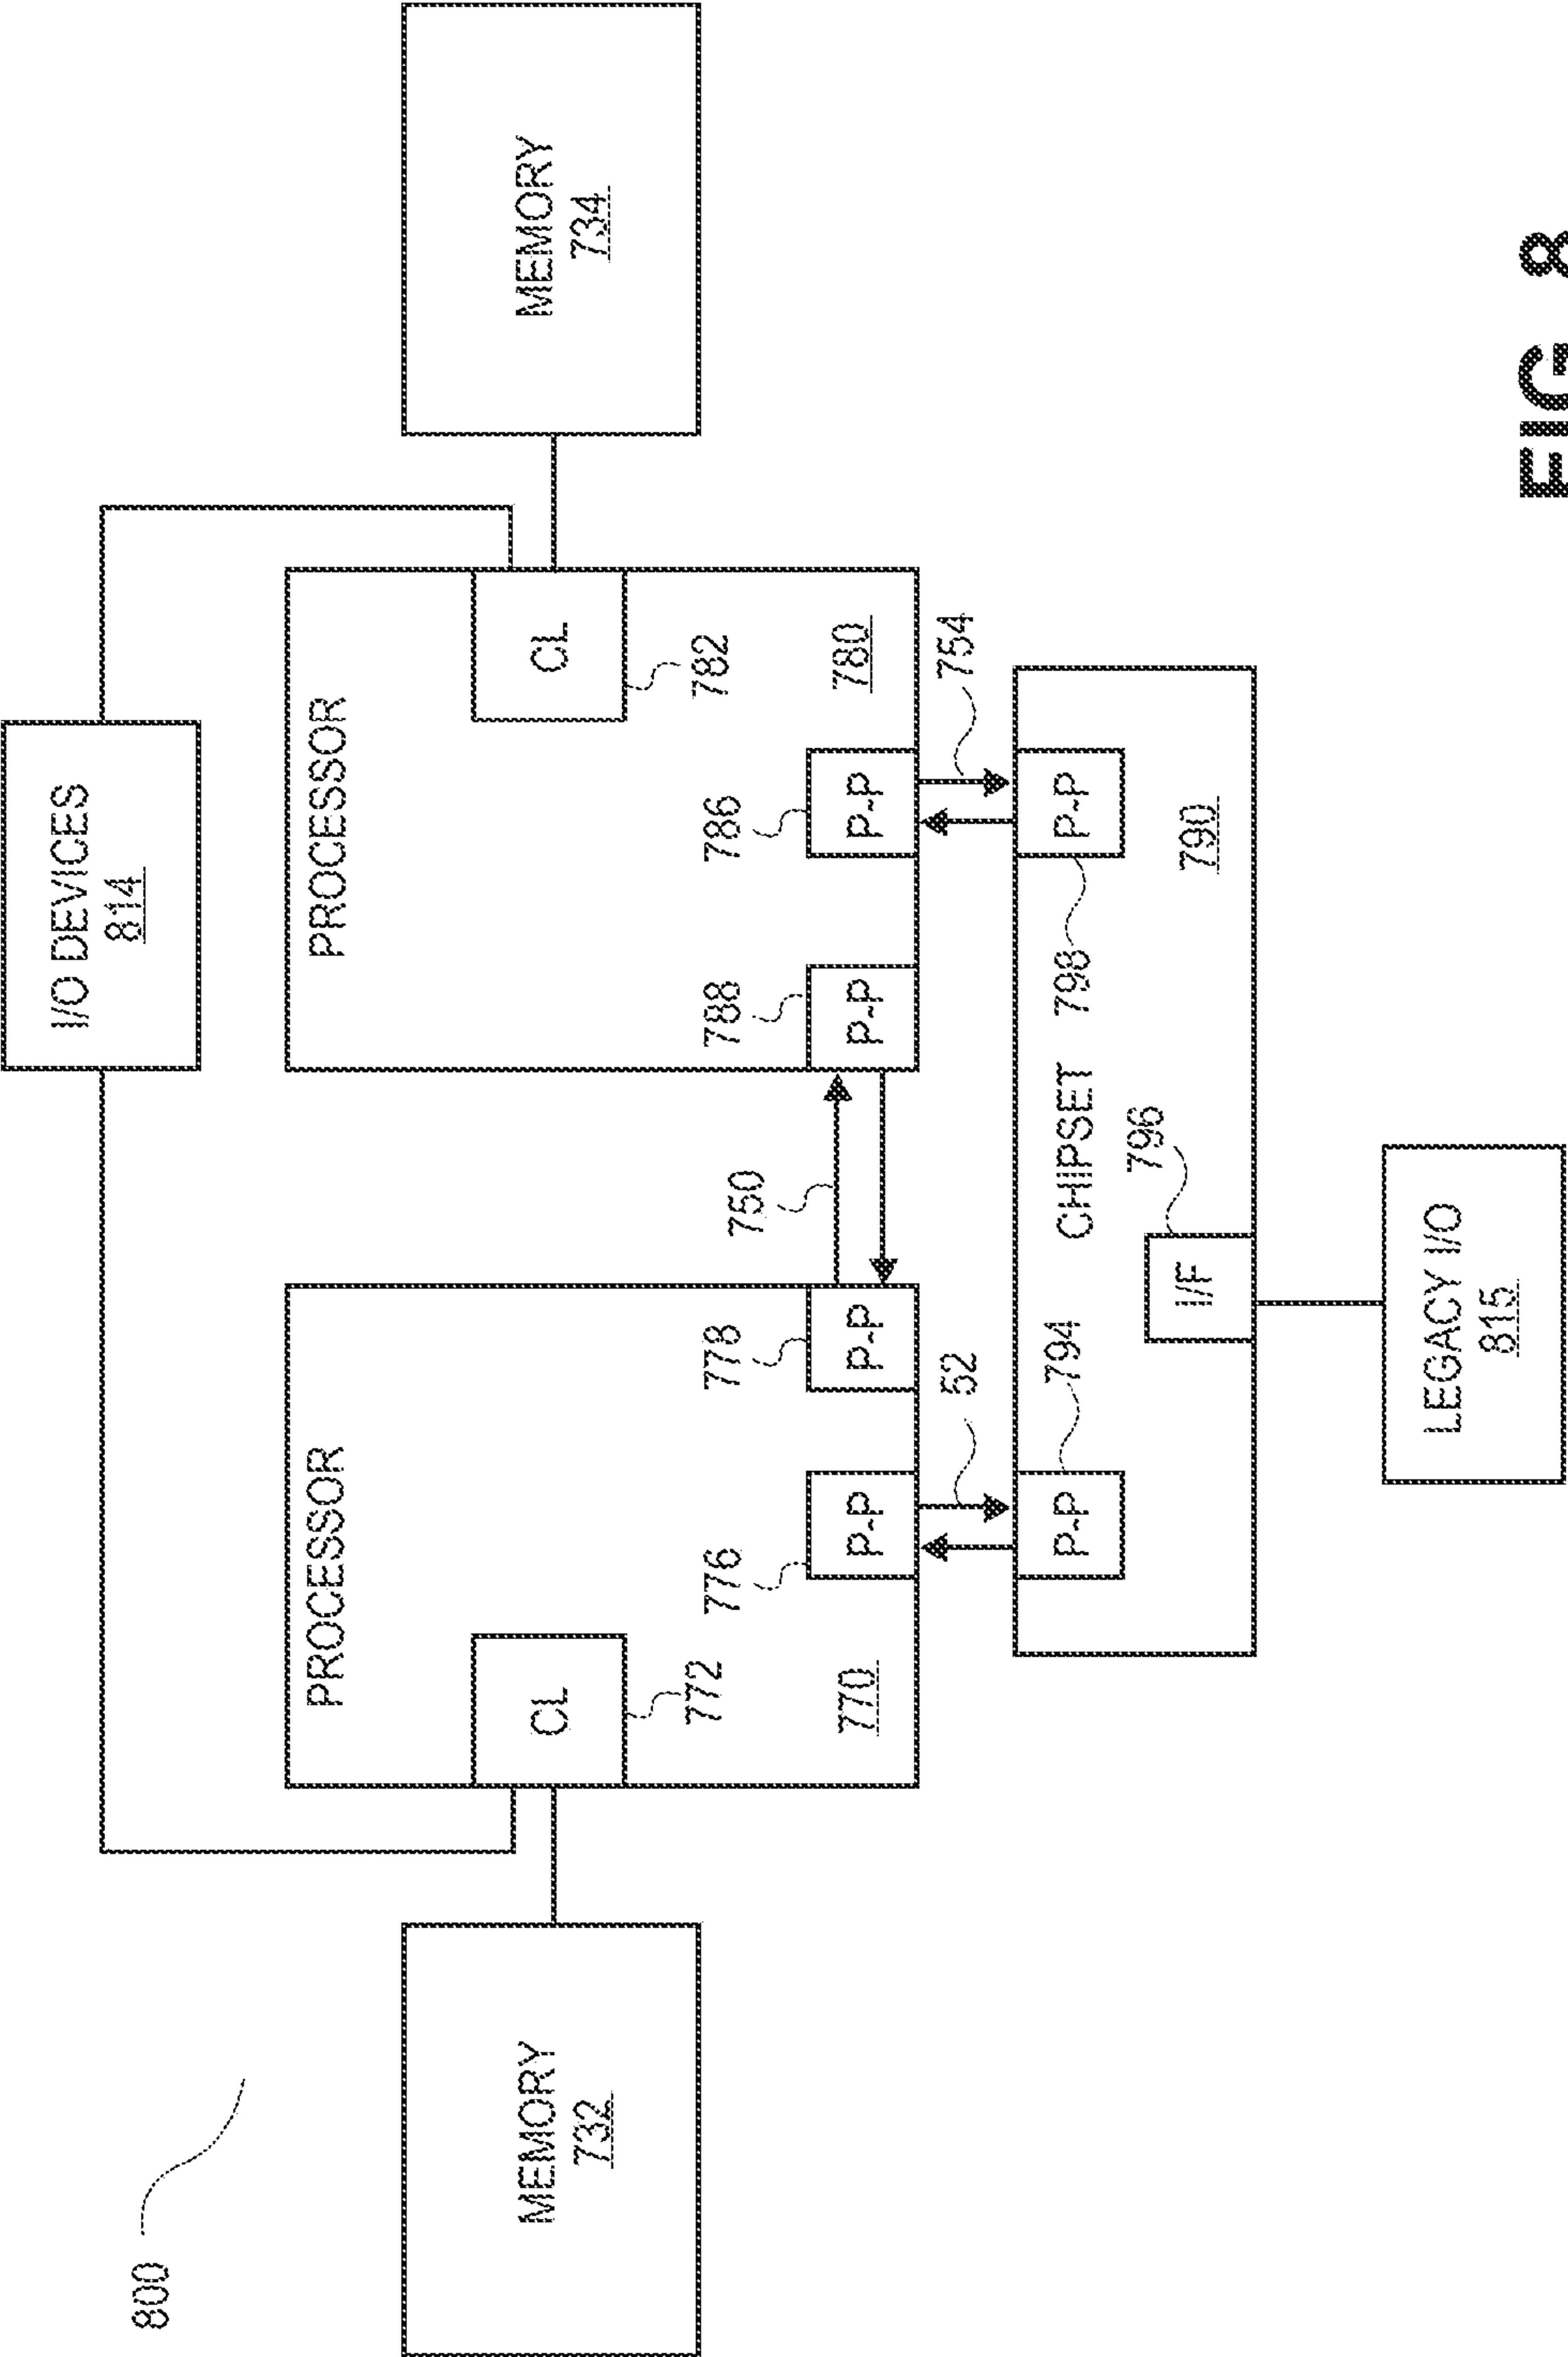 800
I/O DEVICES
814
MEMORY
732
PROCESSOR
CL
772
770
776
P-P
778
P-P
750
PROCESSOR
CL
782
780
788
P-P
786
P-P
MEMORY
734
52
754
794
P-P
CHIPSET
798
P-P
790
796
I/F
LEGACY I/O
815
FIG. 8